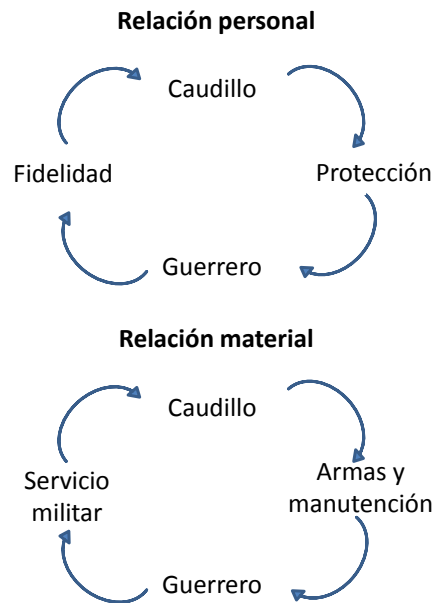 Relación personal
Caudillo
Fidelidad
Protección
Guerrero
Relación material
Caudillo
Servicio
militar
Armas y
manutención
Guerrero